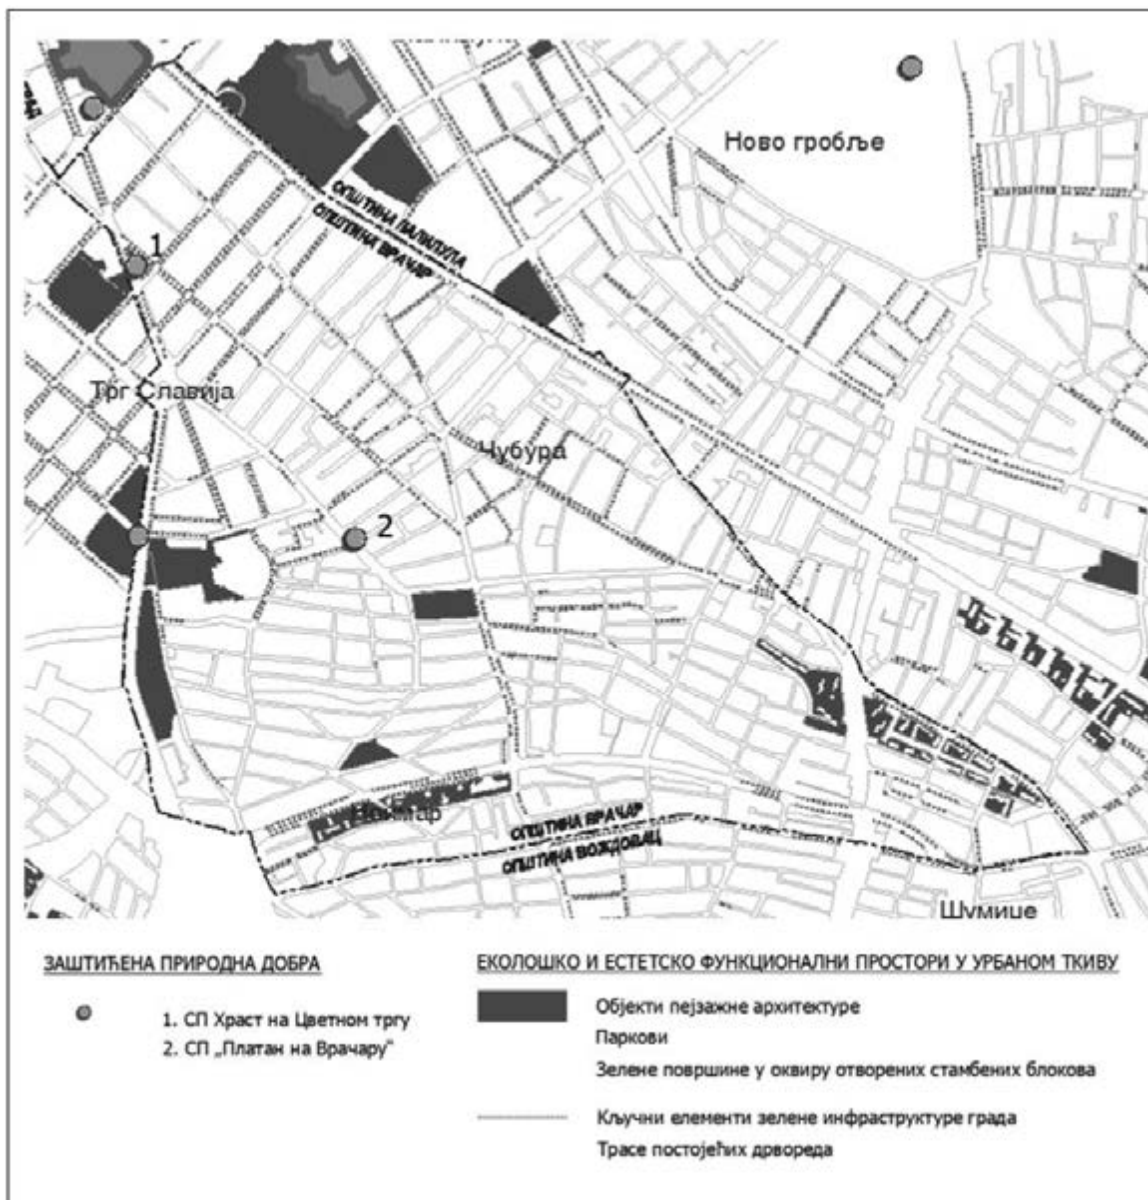 Ново гробље
ОПШТИНА ПАЛИЛУЛА
ОПШТИНА ВРАЧАР
1
Трг Славија
Чубура
2
ОПШТИНА ВРАЧАР
ОПШТИНА ВОЖДОВАЦ
Шумице
ЗАШТИЋЕНА ПРИРОДНА ДОБРА
1. СП Храст на Цветном тргу
2. СП „Платан на Врачару"
ЕКОЛОШКО И ЕСТЕТСКО ФУНКЦИОНАЛНИ ПРОСТОРИ У УРБАНОМ ТКИВУ
Објекти пејзажне архитектуре
Паркови
Зелене површине у оквиру отворених стамбених блокова
Кључни елементи зелене инфраструктуре града
Трасе постојећих дрвореда